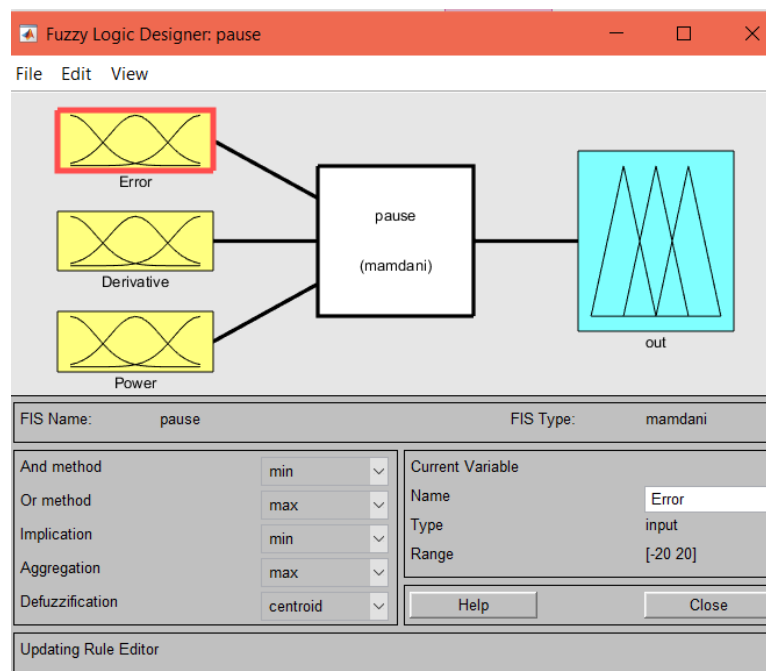 Fuzzy Logic Designer: pause
File Edit View
Error
Derivative
Power
pause
(mamdani)
out
FIS Name: pause FIS Type: mamdani
And method min
Or method max
Implication min
Aggregation max
Defuzzification centroid
Current Variable
Name Error
Type input
Range [-20 20]
Help Close
Updating Rule Editor